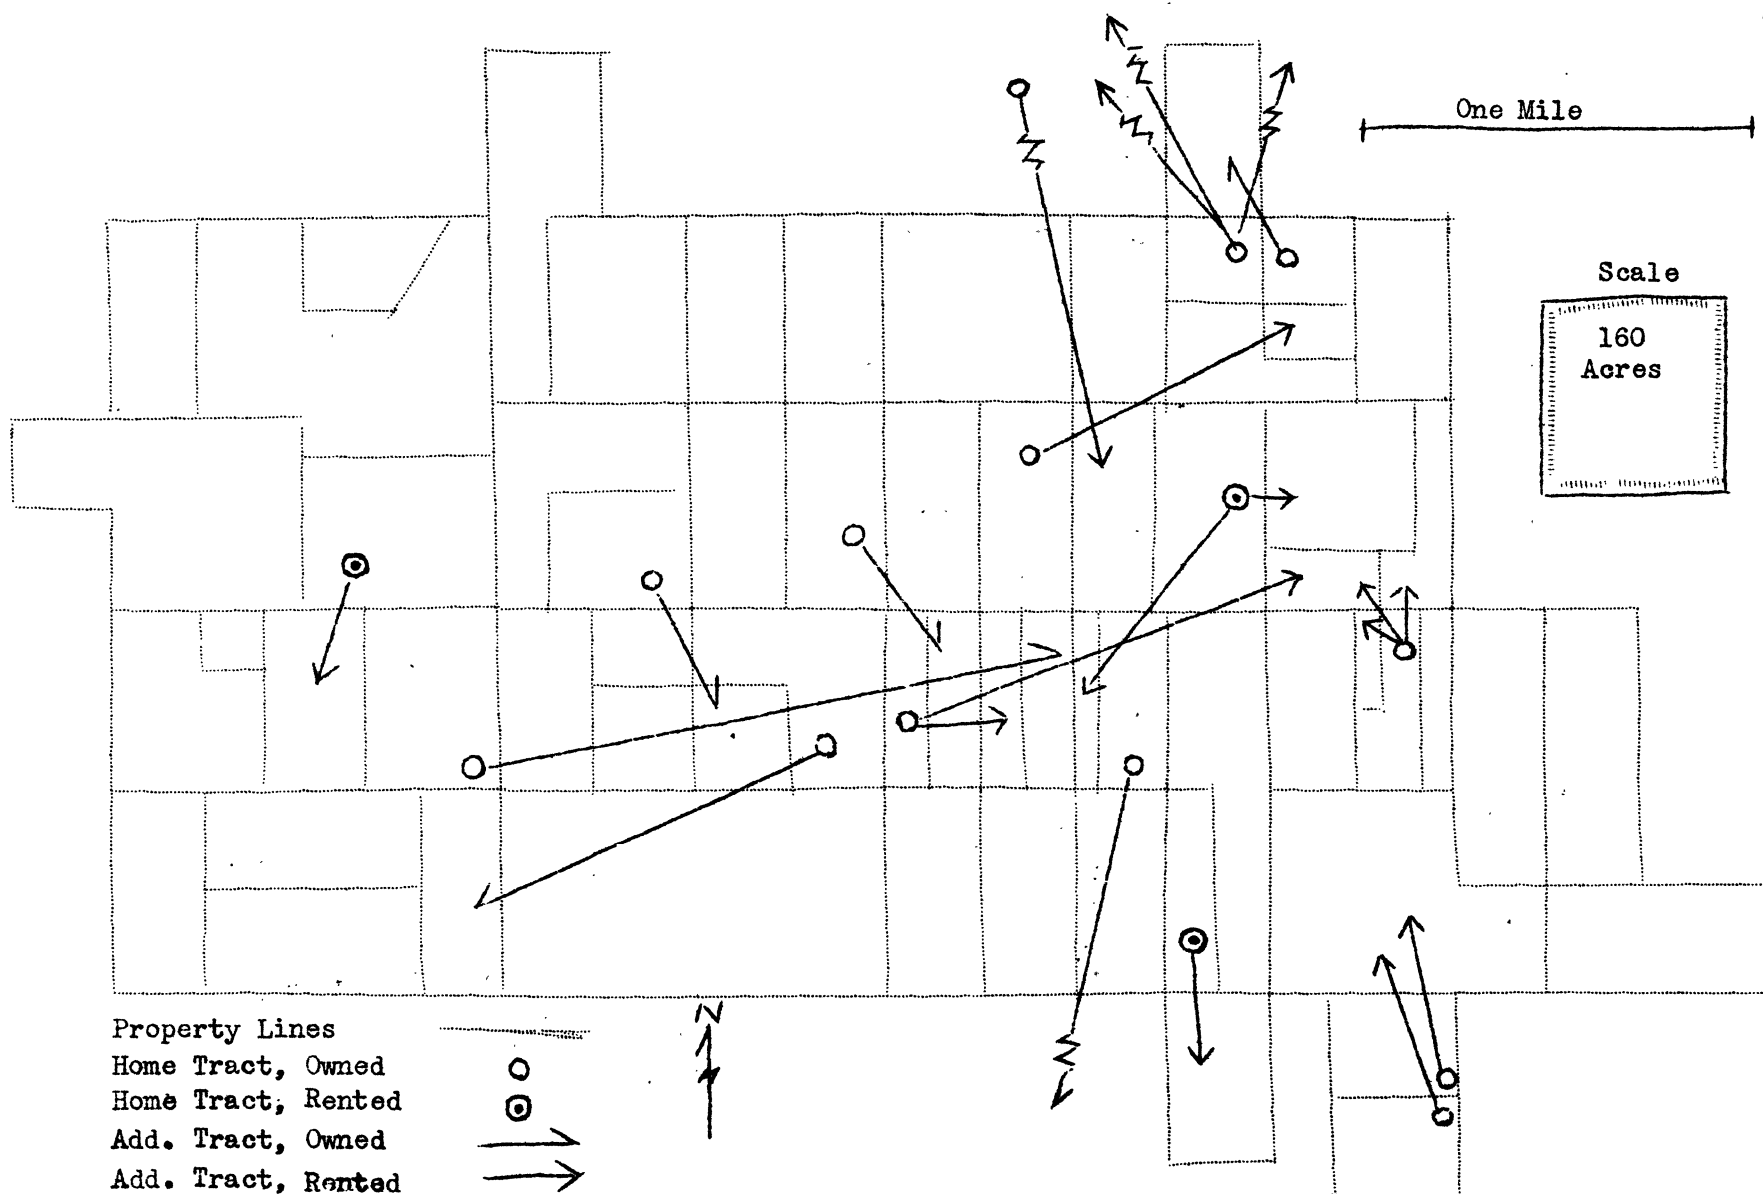 One Mile
Scale
160
Acres
N
Property Lines
Home Tract, Owned
Home Tract, Rented
Add. Tract, Owned
Add. Tract, Rented